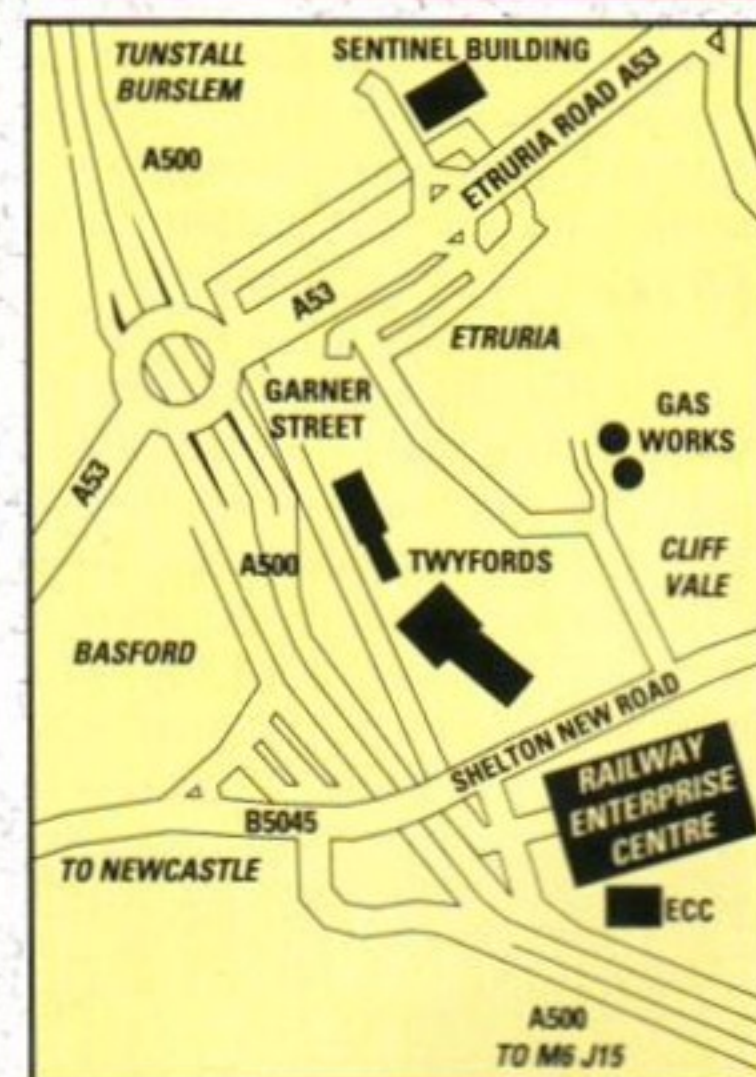 TUNSTALL
BURSLEM
SENTINEL BUILDING
A500
ETRURIA ROAD A53
A53
ETRURIA
GARNER
STREET
GAS
WORKS
A53
A500
TWYFORDS
CLIFF
VALE
BASFORD
SHELTON NEW ROAD
RAILWAY
ENTERPRISE
CENTRE
B5045
TO NEWCASTLE
ECC
A500
TO M6 J15